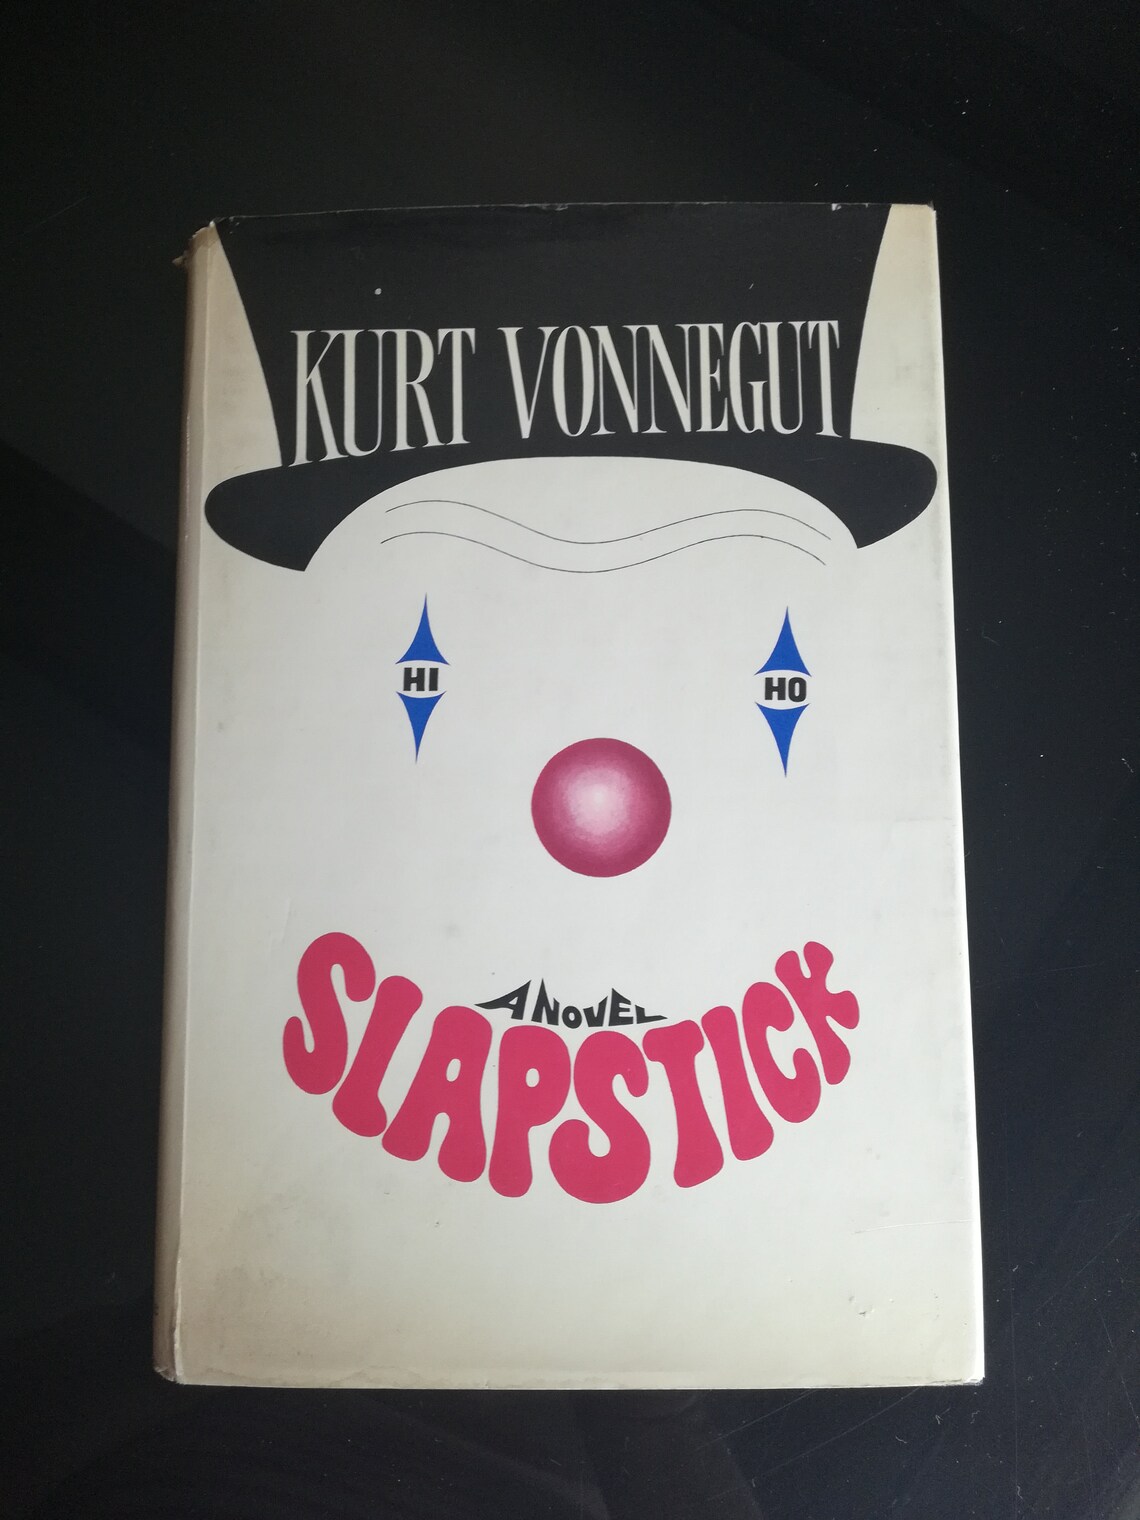 KURT VONNEGUT
HI
HO
A NOVEL
SLAPSTICK